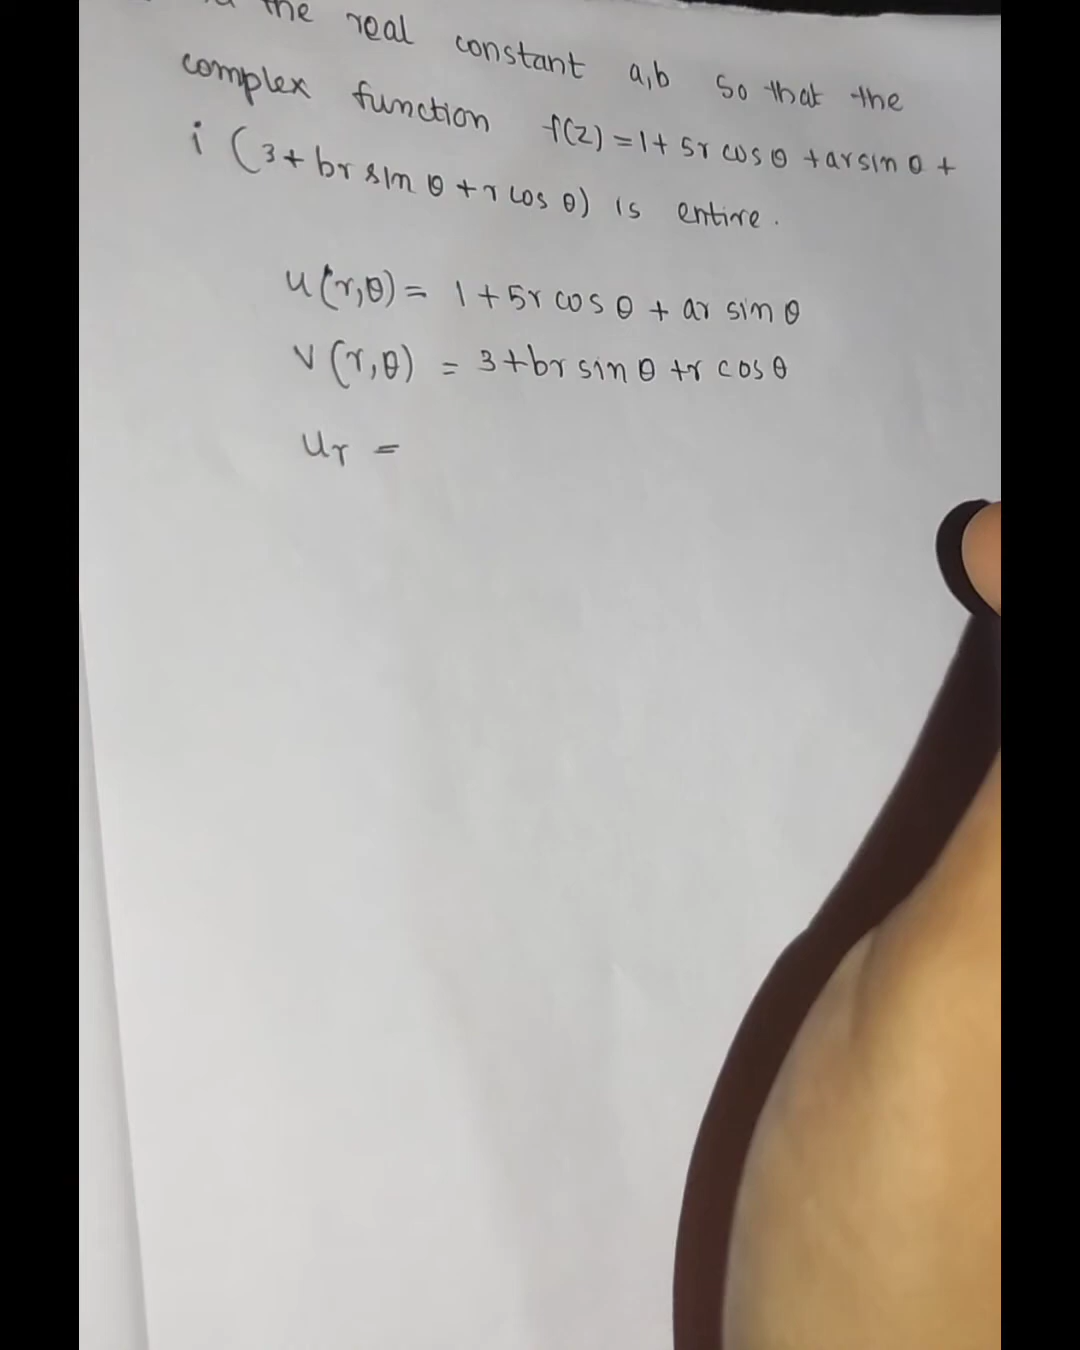 the real constant a,b so that the
complex function f(z) = 1 + 5r cos θ + ar sin θ +
i (3 + br sin θ + r cos θ) is entire.
u(r,θ) = 1 + 5r cos θ + ar sin θ
v(r,θ) = 3 + br sin θ + r cos θ
ur =